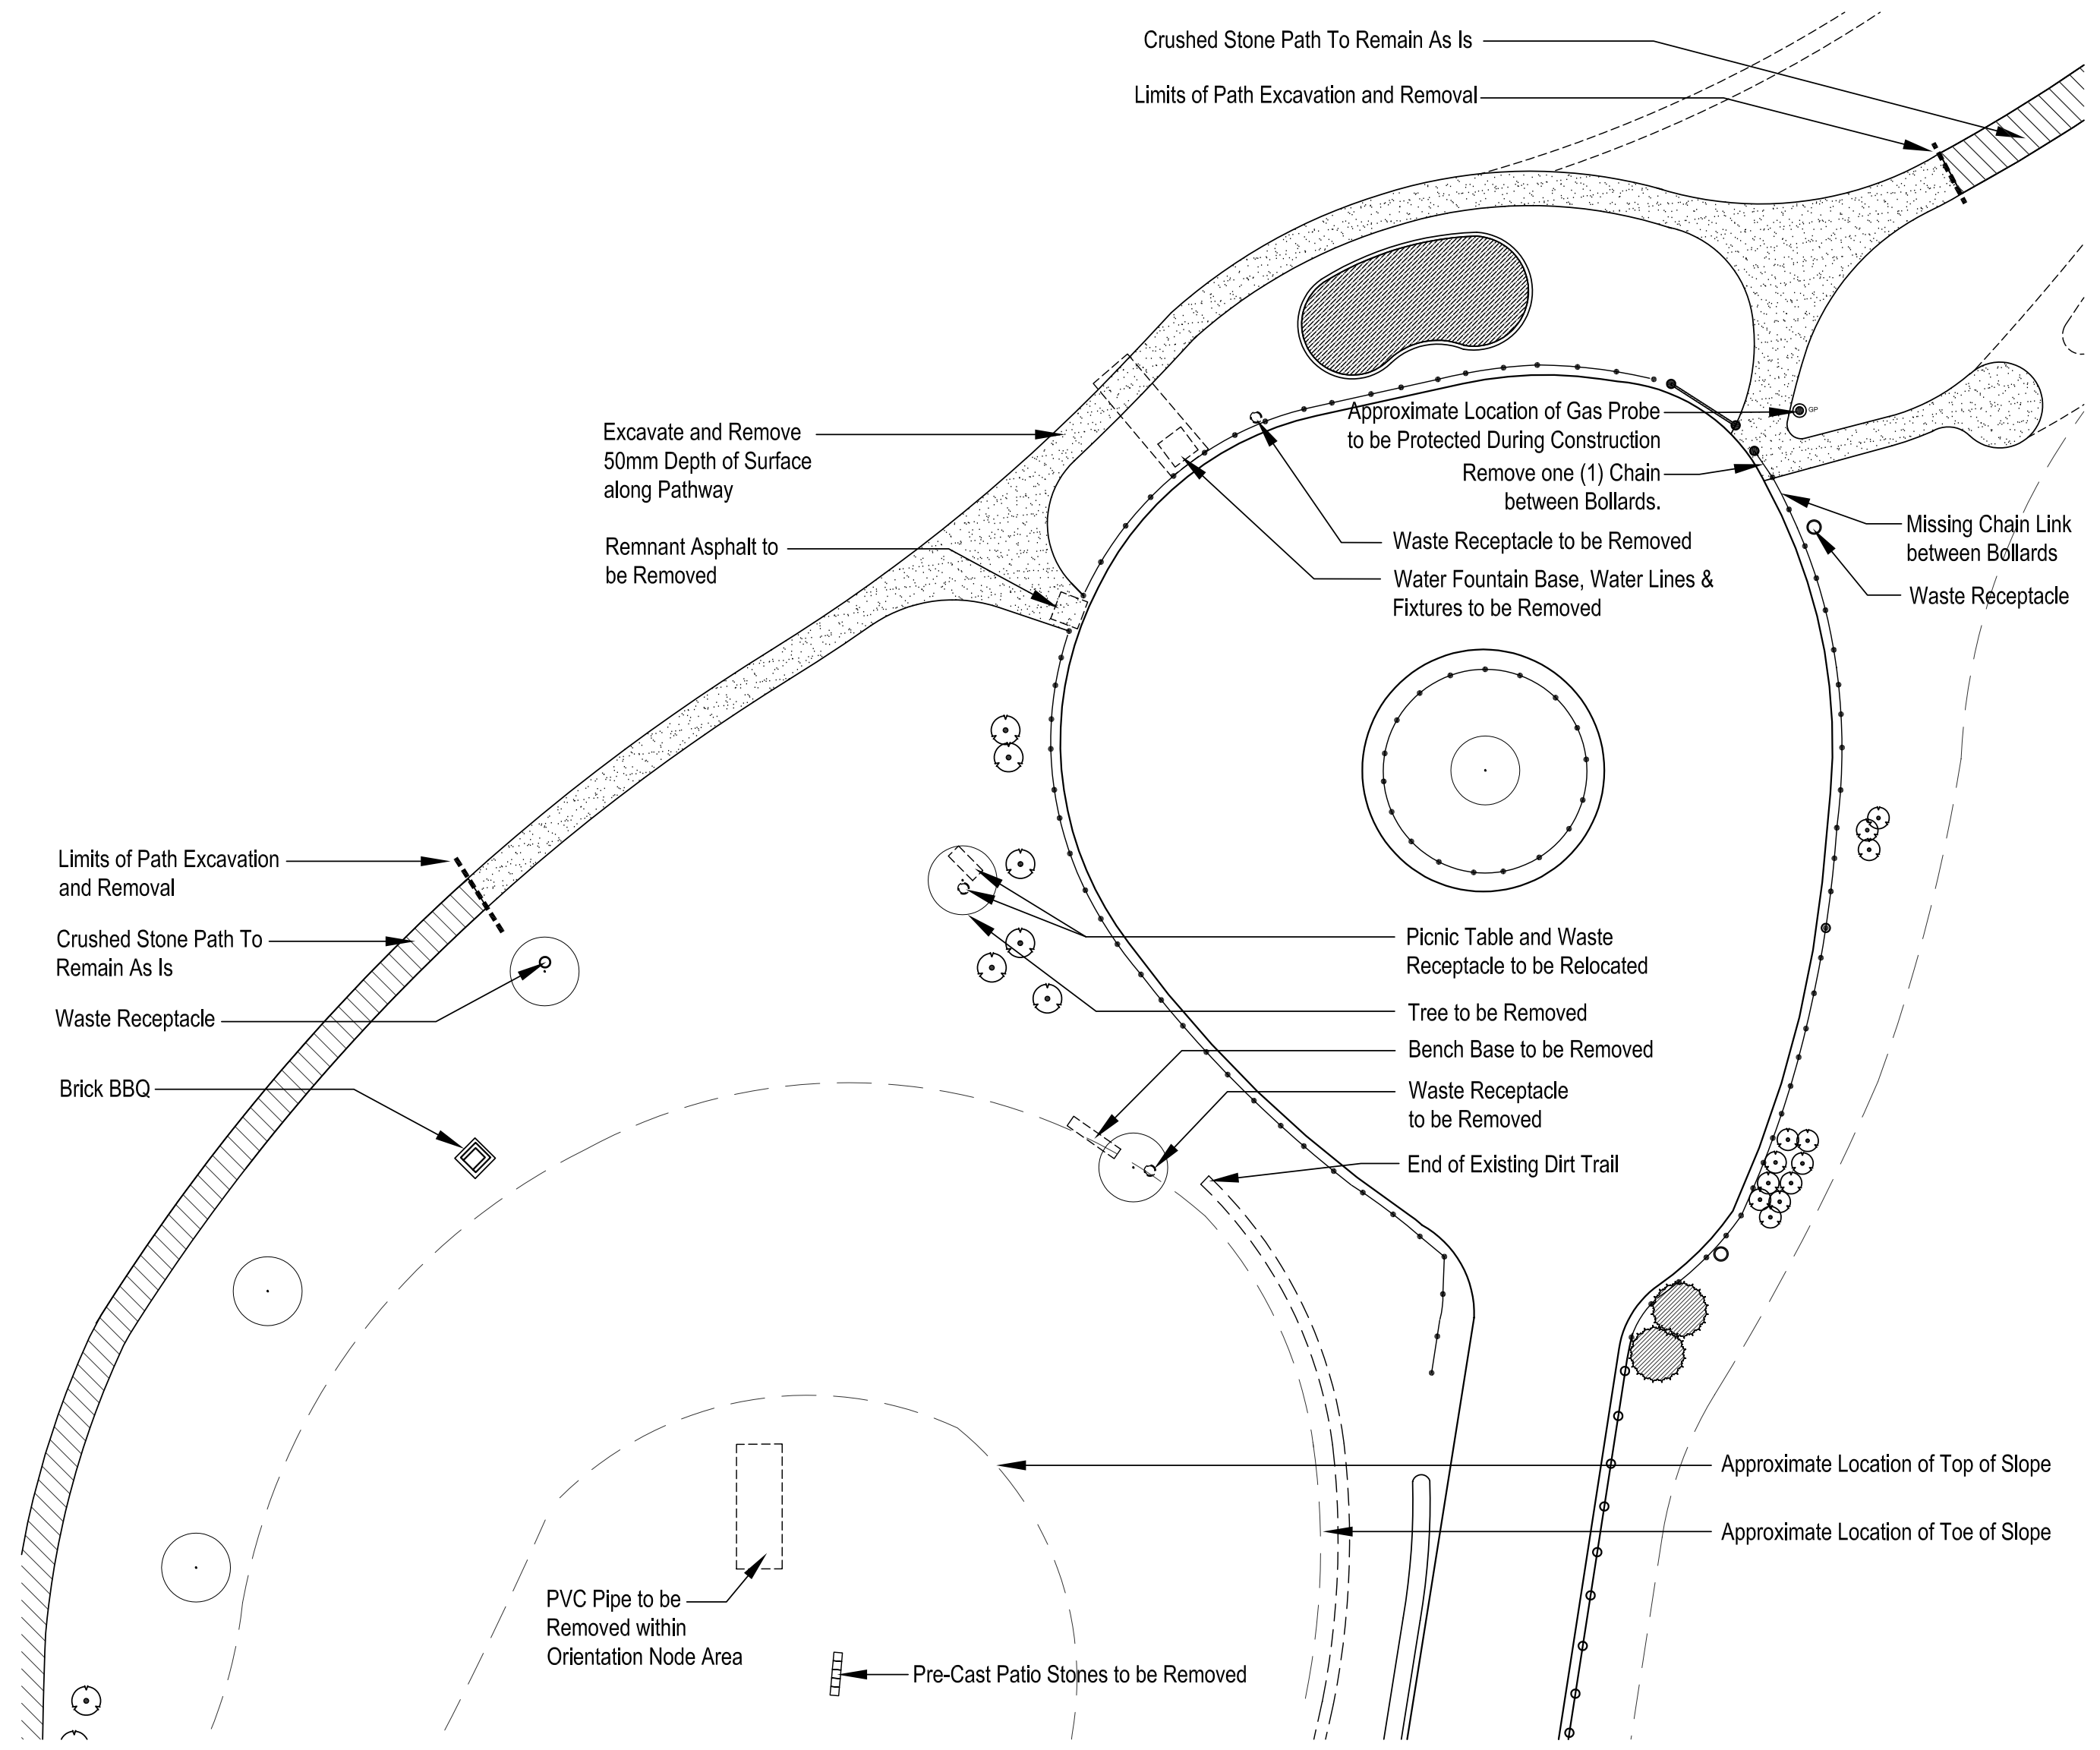 Crushed Stone Path To Remain As Is
Limits of Path Excavation and Removal
Excavate and Remove
50mm Depth of Surface
along Pathway
Approximate Location of Gas Probe
to be Protected During Construction
GP
Remove one (1) Chain
between Bollards.
Missing Chain Link
between Bollards
Waste Receptacle
Remnant Asphalt to
be Removed
Waste Receptacle to be Removed
Water Fountain Base, Water Lines &
Fixtures to be Removed
Limits of Path Excavation
and Removal
Crushed Stone Path To
Remain As Is
Waste Receptacle
Brick BBQ
Picnic Table and Waste
Receptacle to be Relocated
Tree to be Removed
Bench Base to be Removed
Waste Receptacle
to be Removed
End of Existing Dirt Trail
Approximate Location of Top of Slope
Approximate Location of Toe of Slope
PVC Pipe to be
Removed within
Orientation Node Area
Pre-Cast Patio Stones to be Removed